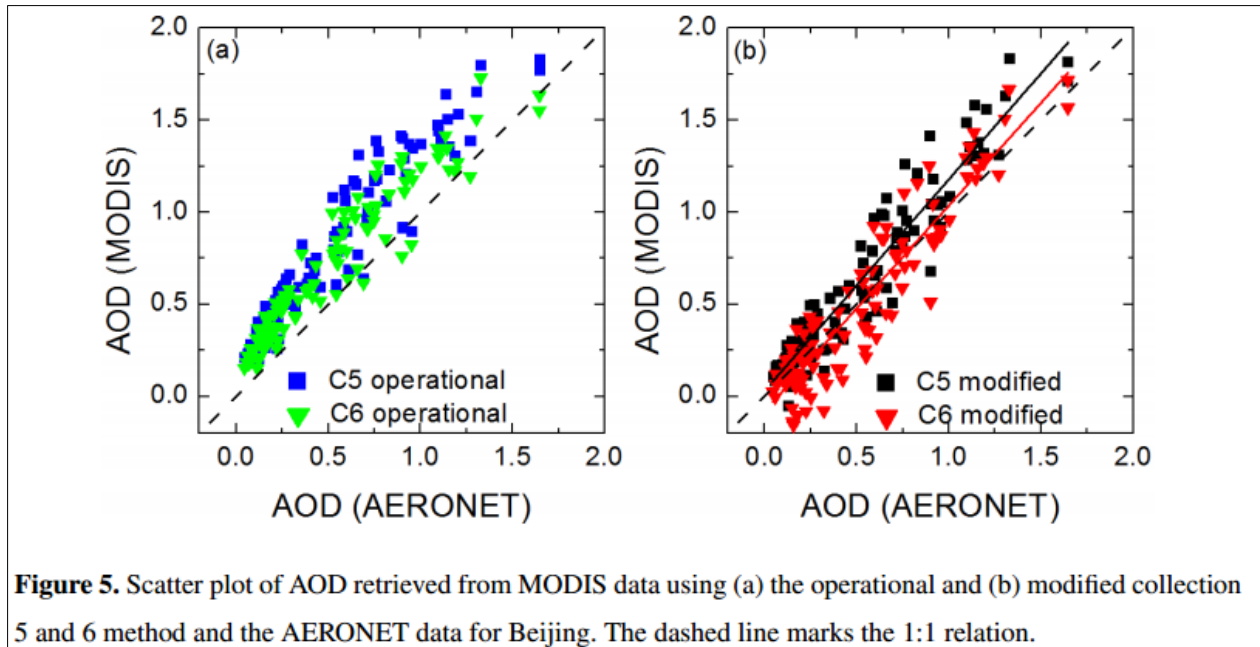 (a)
2.0
1.5
1.0
0.5
0.0
AOD (MODIS)
C5 operational
C6 operational
0.0 0.5 1.0 1.5 2.0
AOD (AERONET)
(b)
2.0
1.5
1.0
0.5
0.0
AOD (MODIS)
C5 modified
C6 modified
0.0 0.5 1.0 1.5 2.0
AOD (AERONET)
Figure 5. Scatter plot of AOD retrieved from MODIS data using (a) the operational and (b) modified collection
5 and 6 method and the AERONET data for Beijing. The dashed line marks the 1:1 relation.